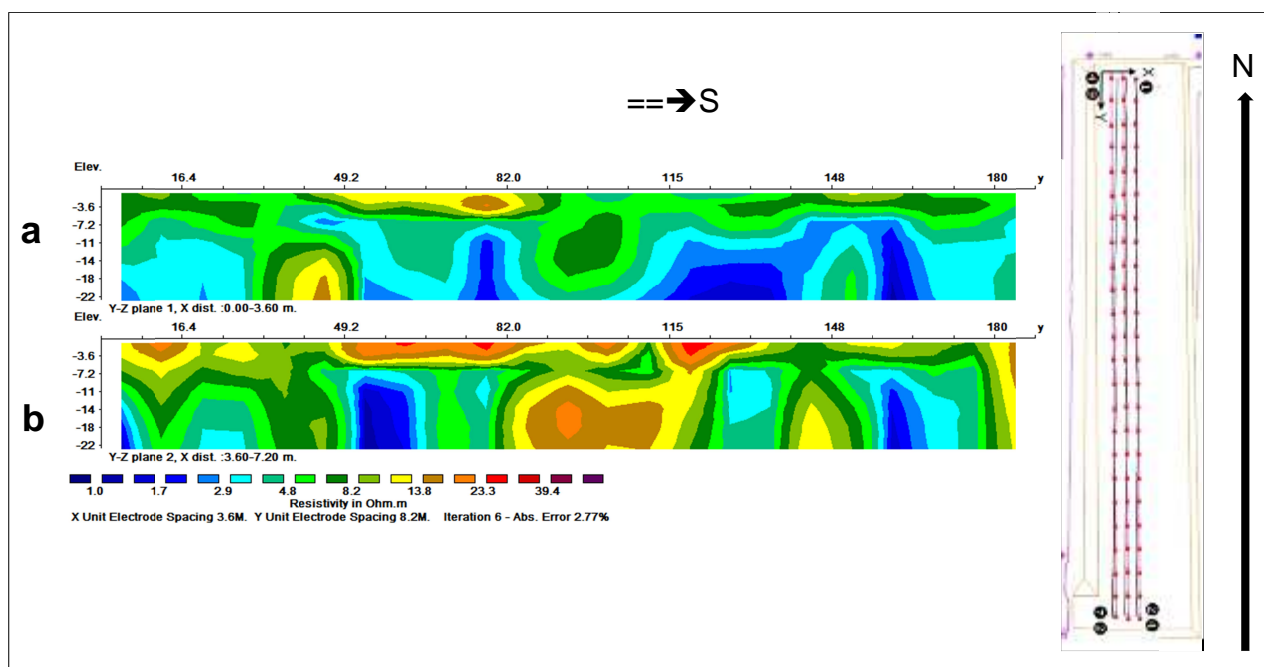 ==➔S
N
Elev.
16.4 49.2 82.0 115 148 180 y
-3.6
-7.2
-11
-14
-18
-22
a
Y-Z plane 1, X dist. :0.00-3.60 m.
Elev.
16.4 49.2 82.0 115 148 180 y
-3.6
-7.2
-11
-14
-18
-22
b
Y-Z plane 2, X dist. :3.60-7.20 m.
1.0 1.7 2.9 4.8 8.2 13.8 23.3 39.4
Resistivity in Ohm.m
X Unit Electrode Spacing 3.6M. Y Unit Electrode Spacing 8.2M. Iteration 6 - Abs. Error 2.77%
X
Y
1